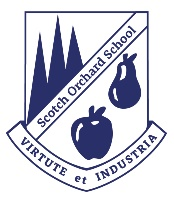 Scotch Orchard School
VIRTUTE et INDUSTRIA